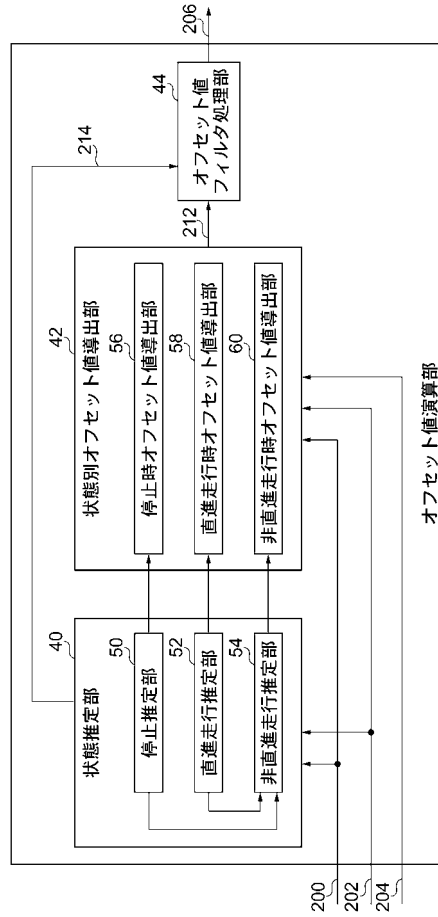 206
44
オフセット値
フィルタ処理部
214
212
42
状態別オフセット値導出部
56
停止時オフセット値導出部
58
直進走行時オフセット値導出部
60
非直進走行時オフセット値導出部
40
状態推定部
50
停止推定部
52
直進走行推定部
54
非直進走行推定部
200
202
204
オフセット値演算部